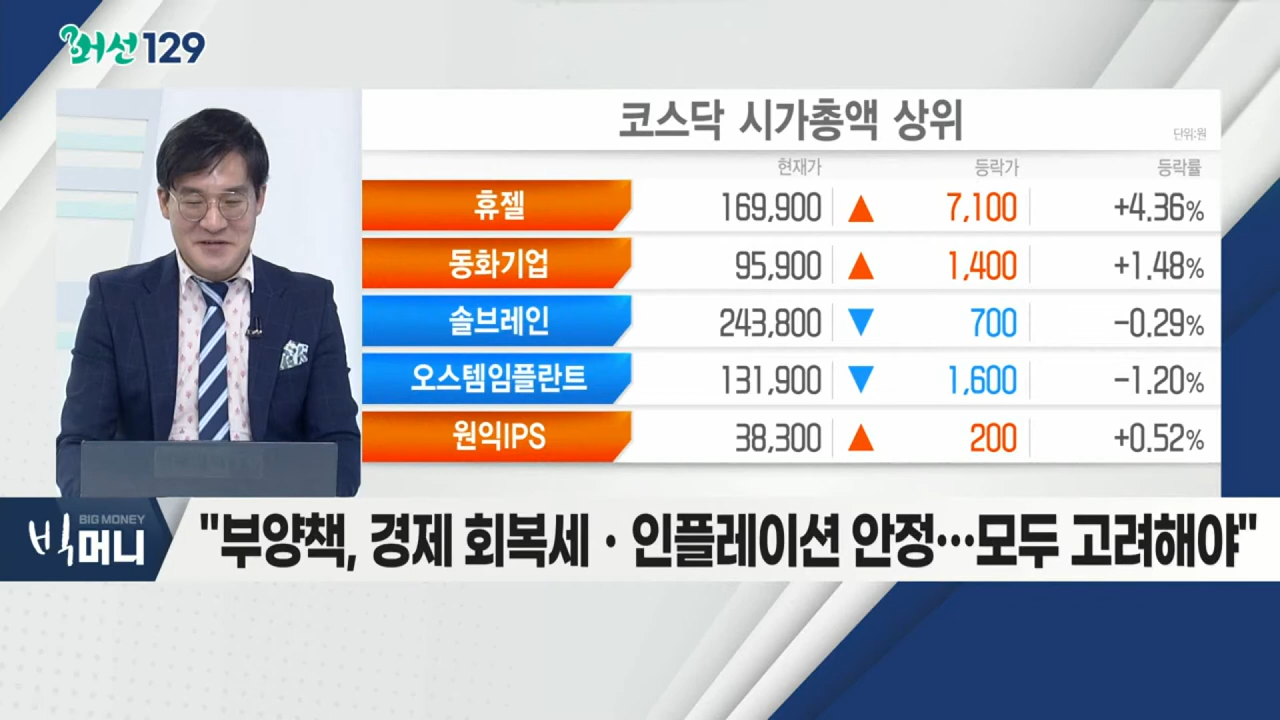 머선129
코스닥 시가총액 상위
단위:원
현재가 등락가 등락률
휴젤 169,900 ▲ 7,100 +4.36%
동화기업 95,900 ▲ 1,400 +1.48%
솔브레인 243,800 ▼ 700 -0.29%
오스템임플란트 131,900 ▼ 1,600 -1.20%
원익IPS 38,300 ▲ 200 +0.52%
BIG MONEY
빅머니
"부양책, 경제 회복세·인플레이션 안정…모두 고려해야"